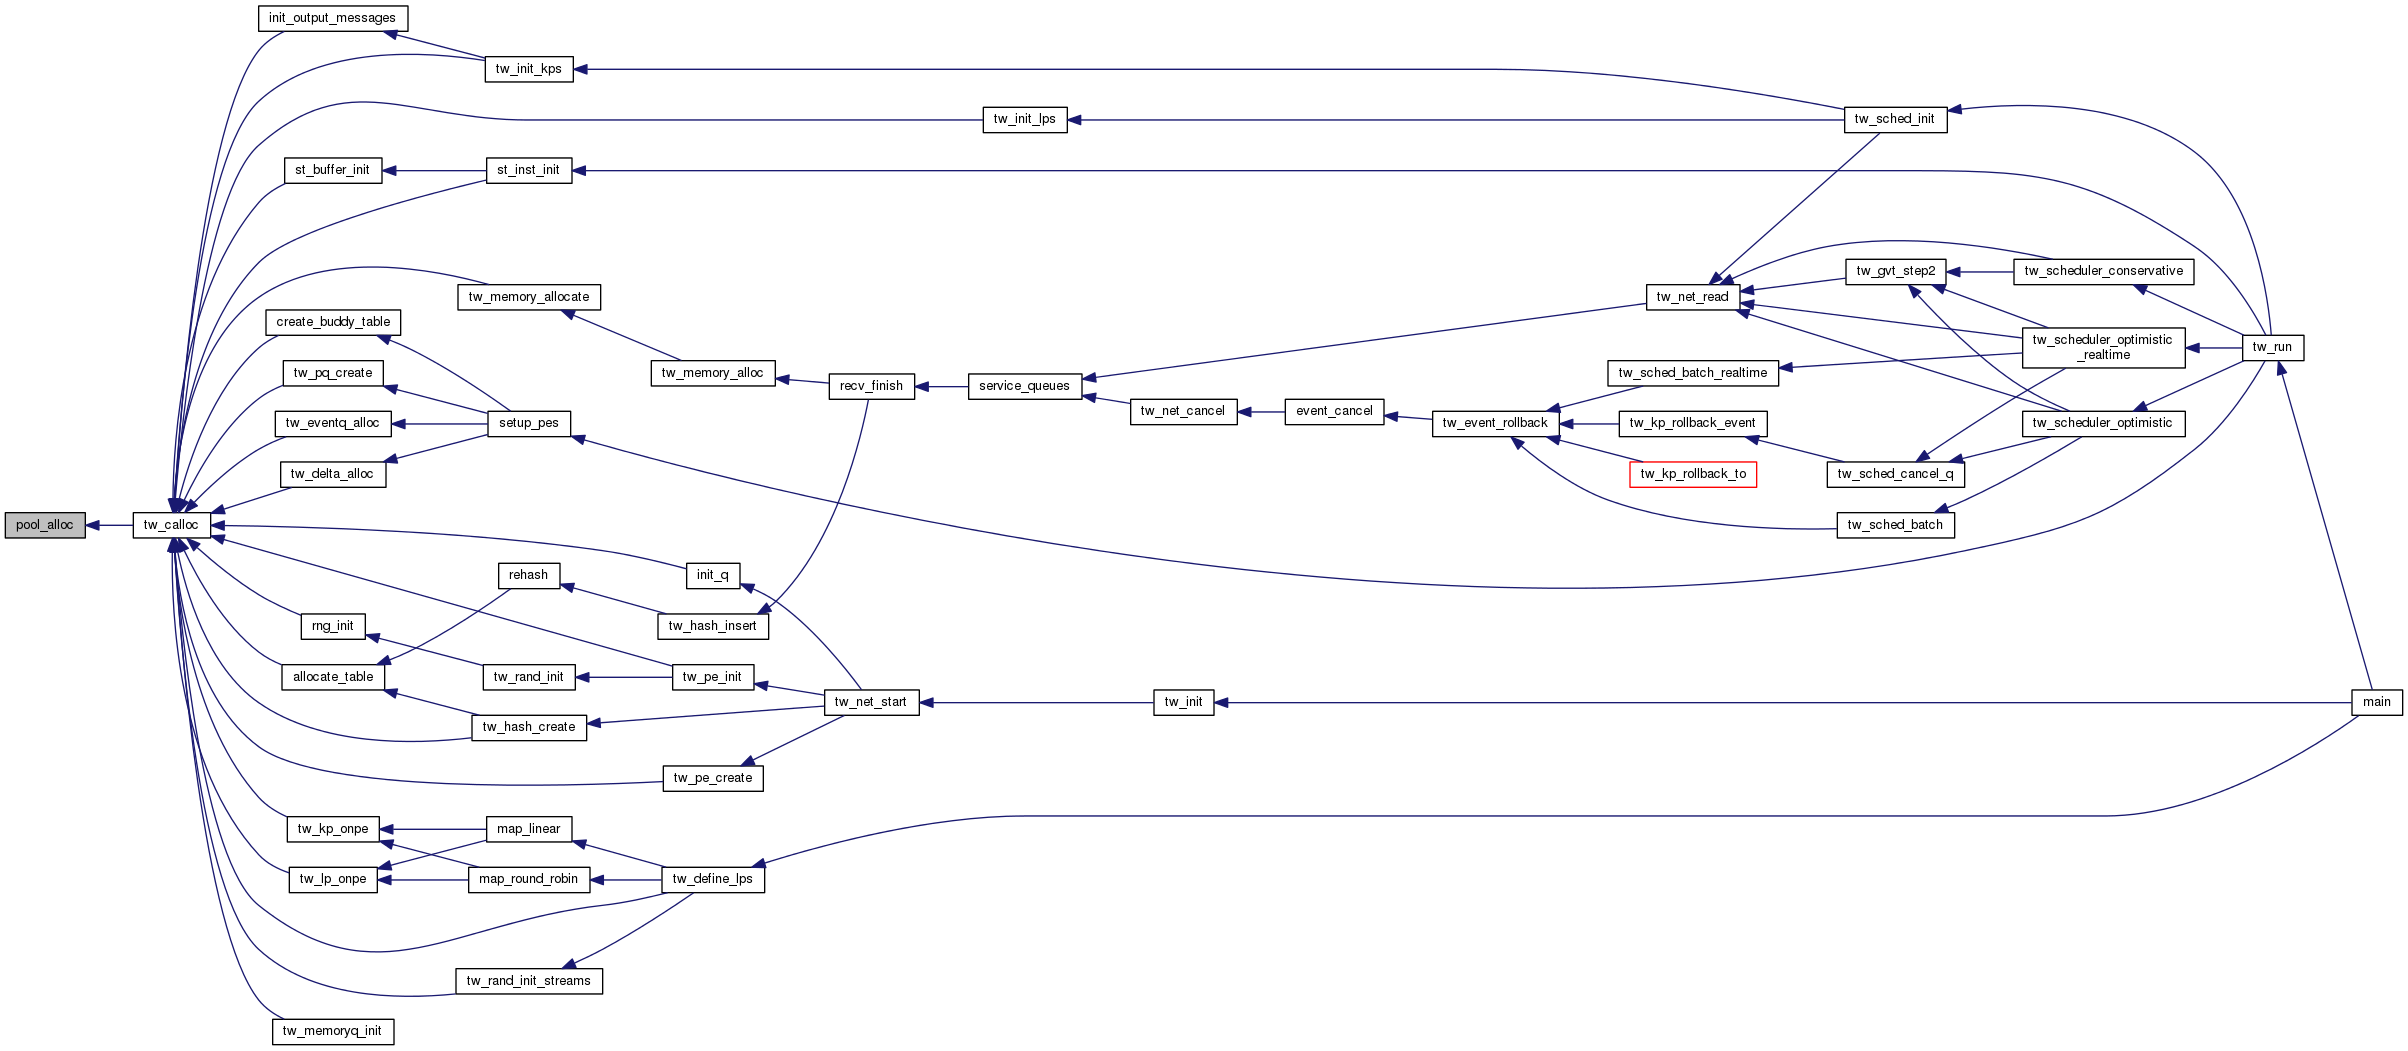 init_output_messages
tw_init_kps
tw_init_lps
tw_sched_init
st_buffer_init
st_inst_init
tw_memory_allocate
tw_net_read
tw_gvt_step2
tw_scheduler_conservative
create_buddy_table
tw_scheduler_optimistic
_realtime
tw_run
tw_pq_create
tw_memory_alloc
recv_finish
service_queues
tw_sched_batch_realtime
tw_net_cancel
event_cancel
tw_eventq_alloc
setup_pes
tw_event_rollback
tw_kp_rollback_event
tw_scheduler_optimistic
tw_delta_alloc
tw_kp_rollback_to
tw_sched_cancel_q
pool_alloc
tw_calloc
tw_sched_batch
rehash
init_q
rng_init
tw_hash_insert
allocate_table
tw_rand_init
tw_pe_init
tw_net_start
tw_init
main
tw_hash_create
tw_pe_create
tw_kp_onpe
map_linear
tw_lp_onpe
map_round_robin
tw_define_lps
tw_rand_init_streams
tw_memoryq_init